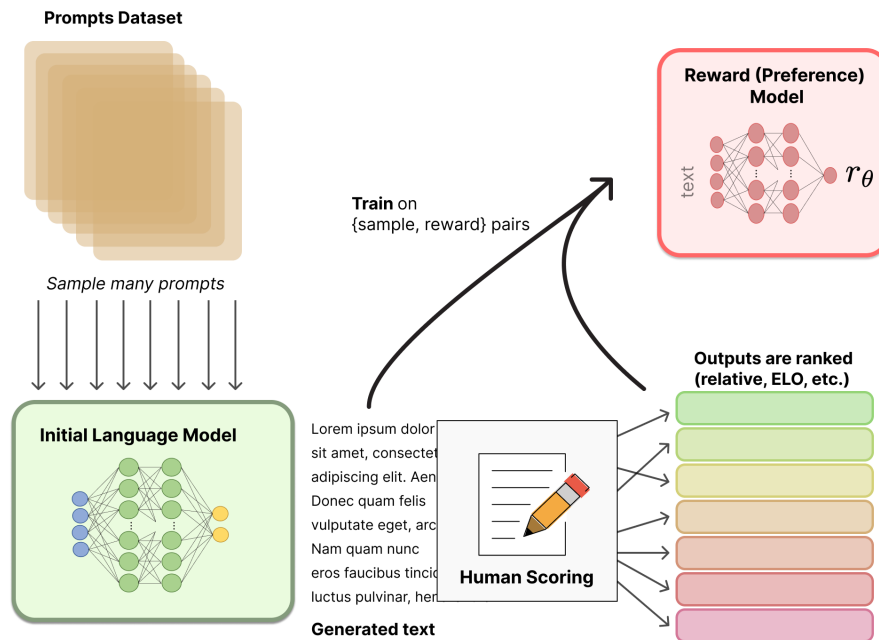 Prompts Dataset
Sample many prompts
Initial Language Model
Train on
{sample, reward} pairs
Reward (Preference)
Model
text
r_θ
Lorem ipsum dolor
sit amet, consectet
adipiscing elit. Aen
Donec quam felis
vulputate eget, arc
Nam quam nunc
eros faucibus tincid
luctus pulvinar, her
Generated text
Human Scoring
Outputs are ranked
(relative, ELO, etc.)